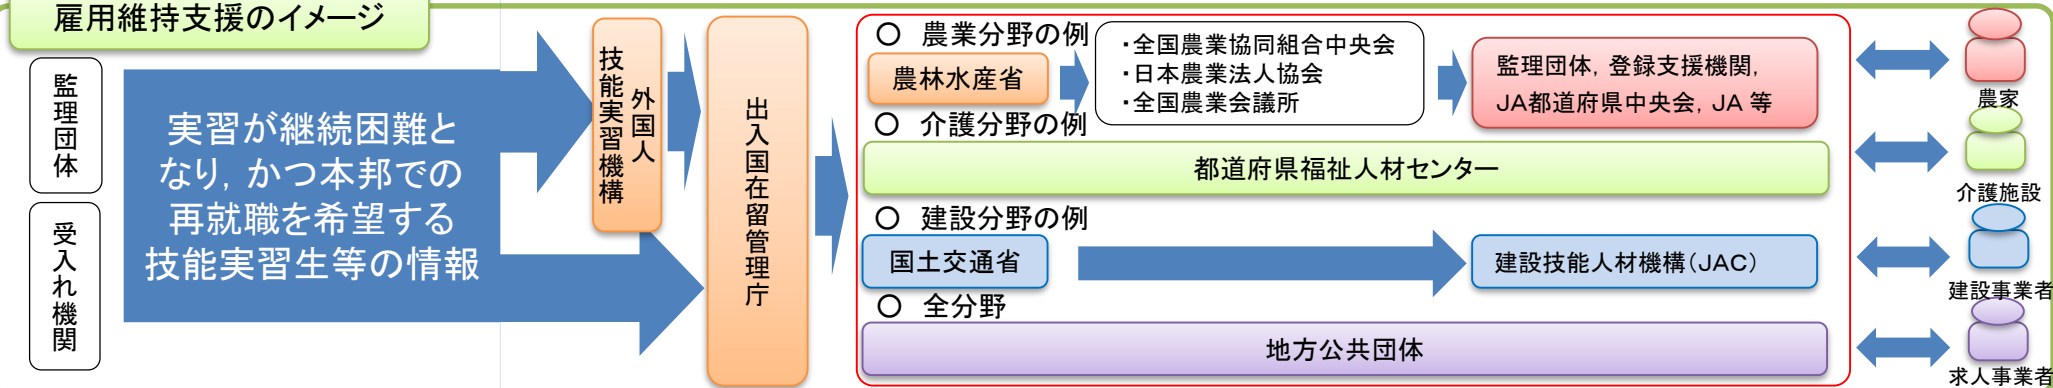 雇用維持支援のイメージ
監理団体
受入れ機関
実習が継続困難と
なり，かつ本邦での
再就職を希望する
技能実習生等の情報
外国人
技能実習機構
出入国在留管理庁
〇　農業分野の例
農林水産省
・全国農業協同組合中央会
・日本農業法人協会
・全国農業会議所
監理団体，登録支援機関，
ＪＡ都道府県中央会，ＪＡ 等
農家
〇　介護分野の例
都道府県福祉人材センター
介護施設
〇　建設分野の例
国土交通省
建設技能人材機構（ＪＡＣ）
建設事業者
〇　全分野
地方公共団体
求人事業者